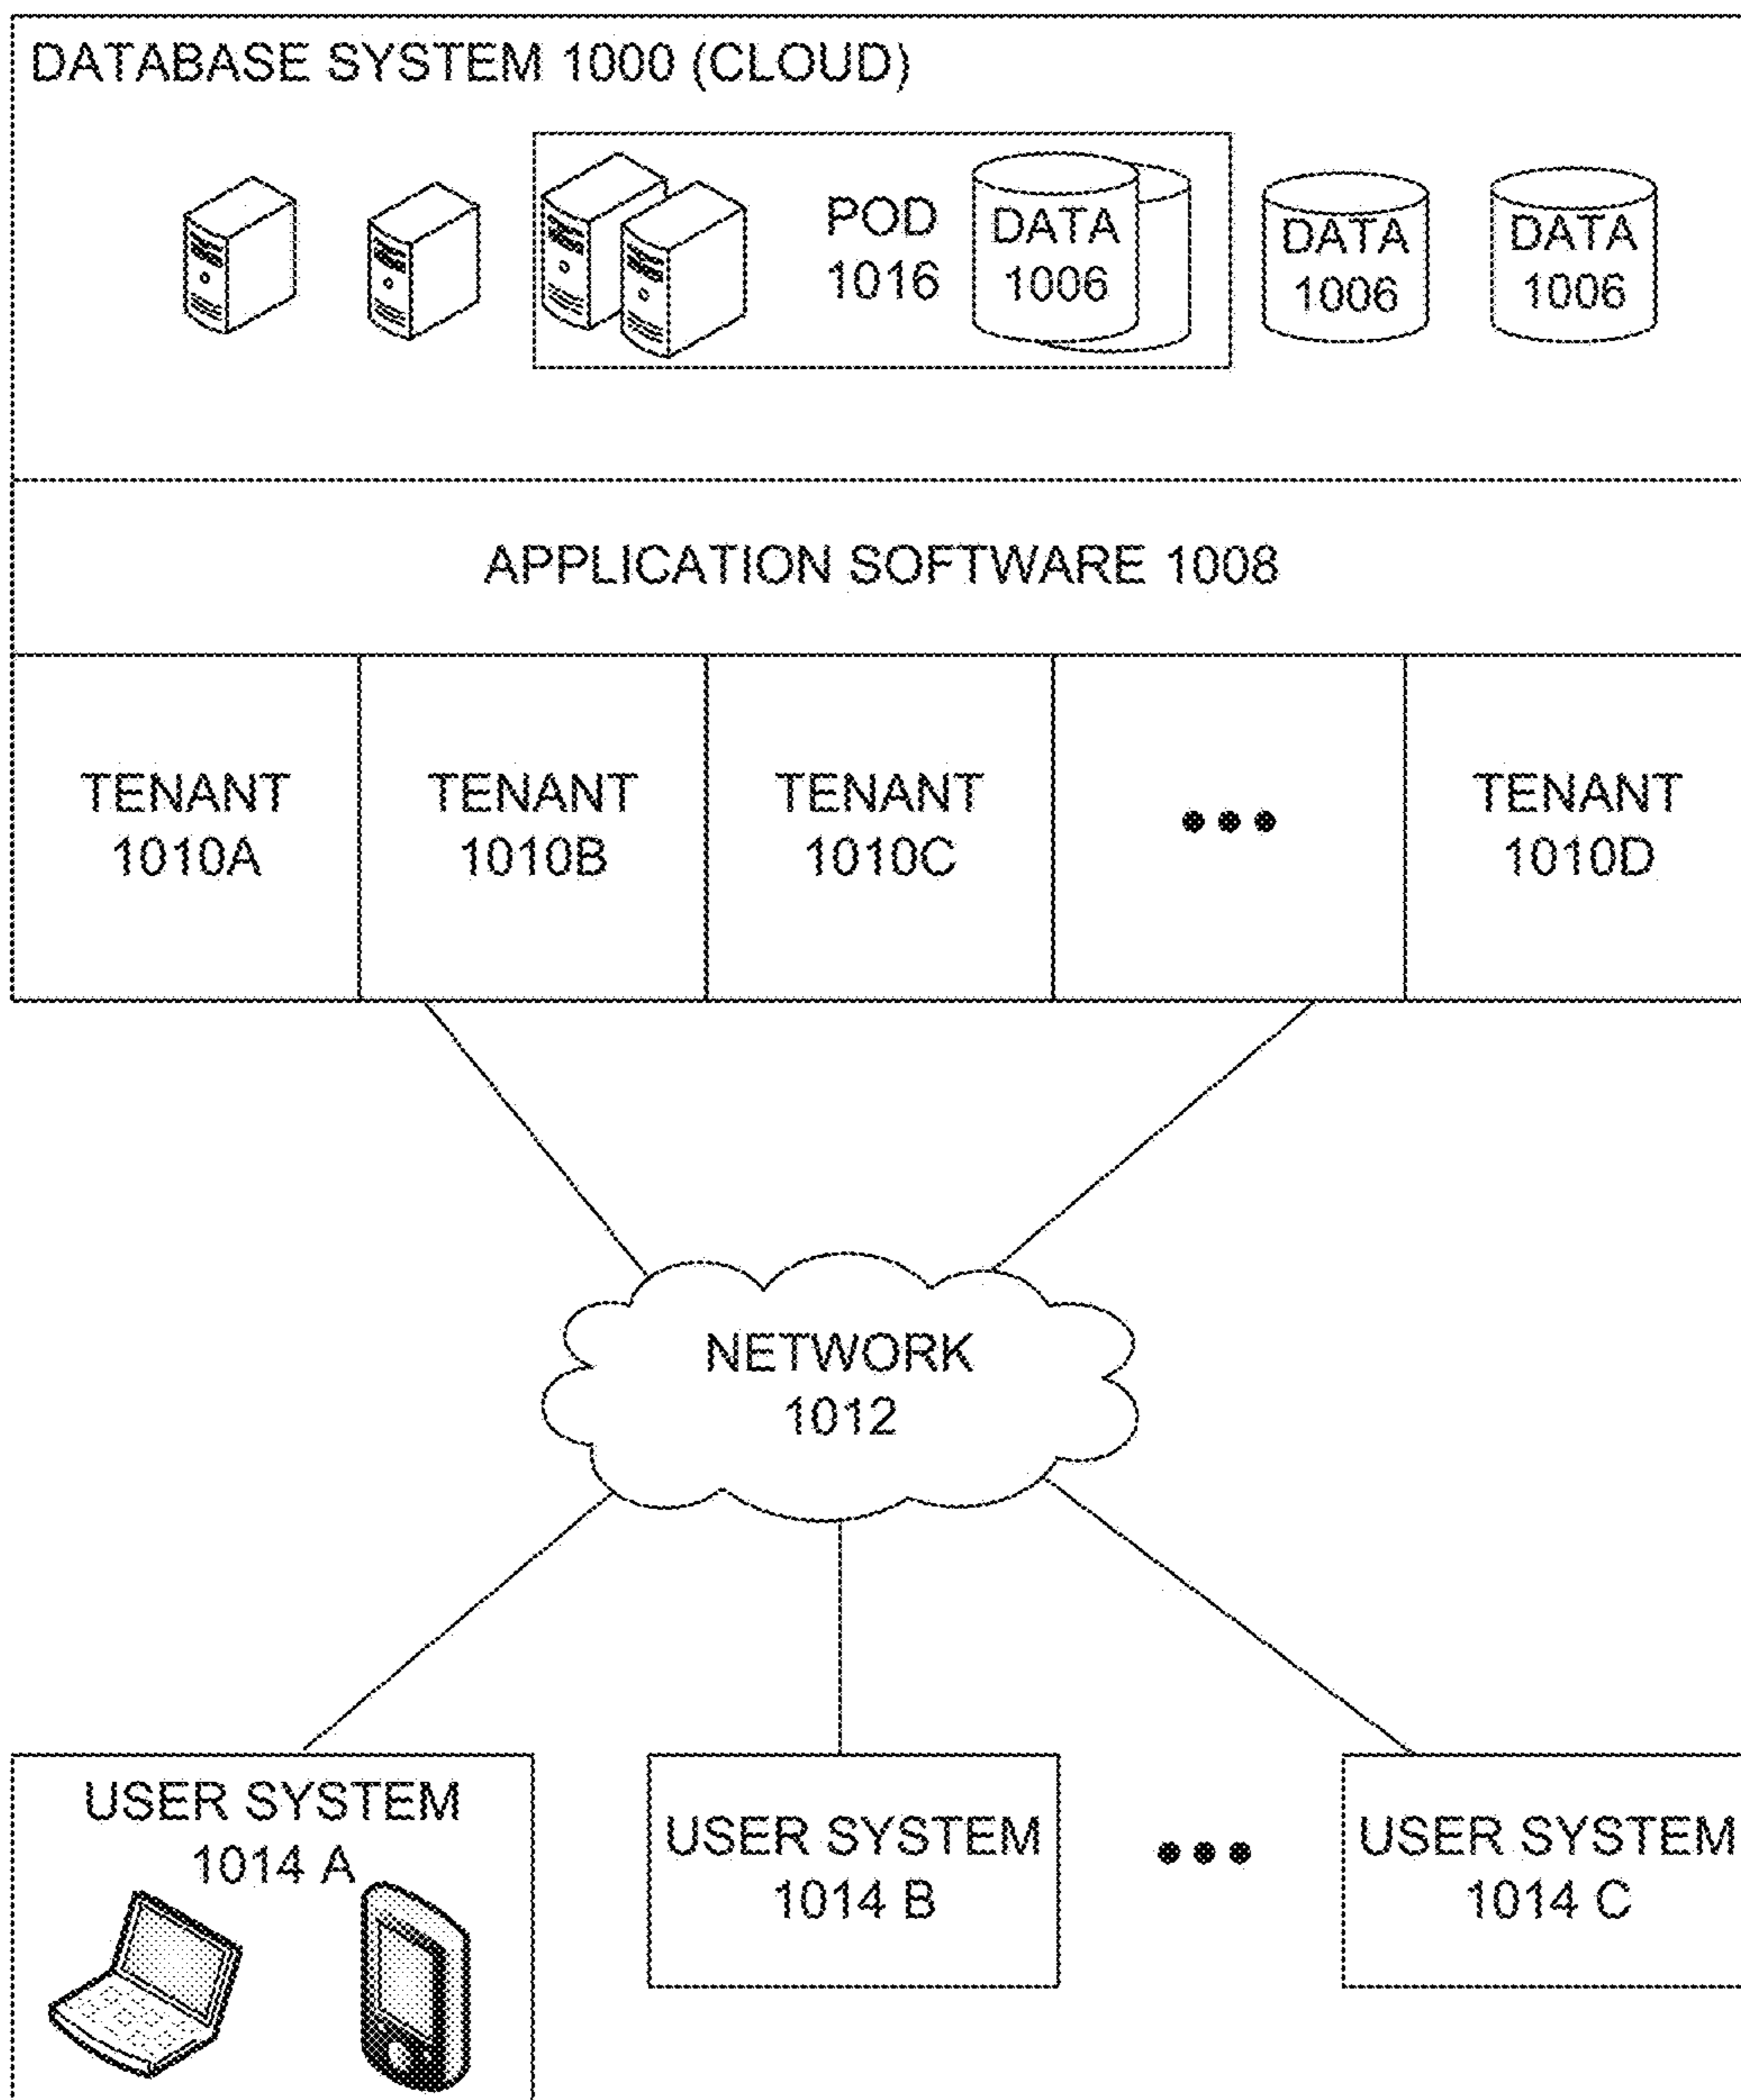 DATABASE SYSTEM 1000 (CLOUD)
POD
1016
DATA
1006
DATA
1006
DATA
1006
APPLICATION SOFTWARE 1008
TENANT
1010A
TENANT
1010B
TENANT
1010C
•••
TENANT
1010D
NETWORK
1012
USER SYSTEM
1014 A
USER SYSTEM
1014 B
•••
USER SYSTEM
1014 C